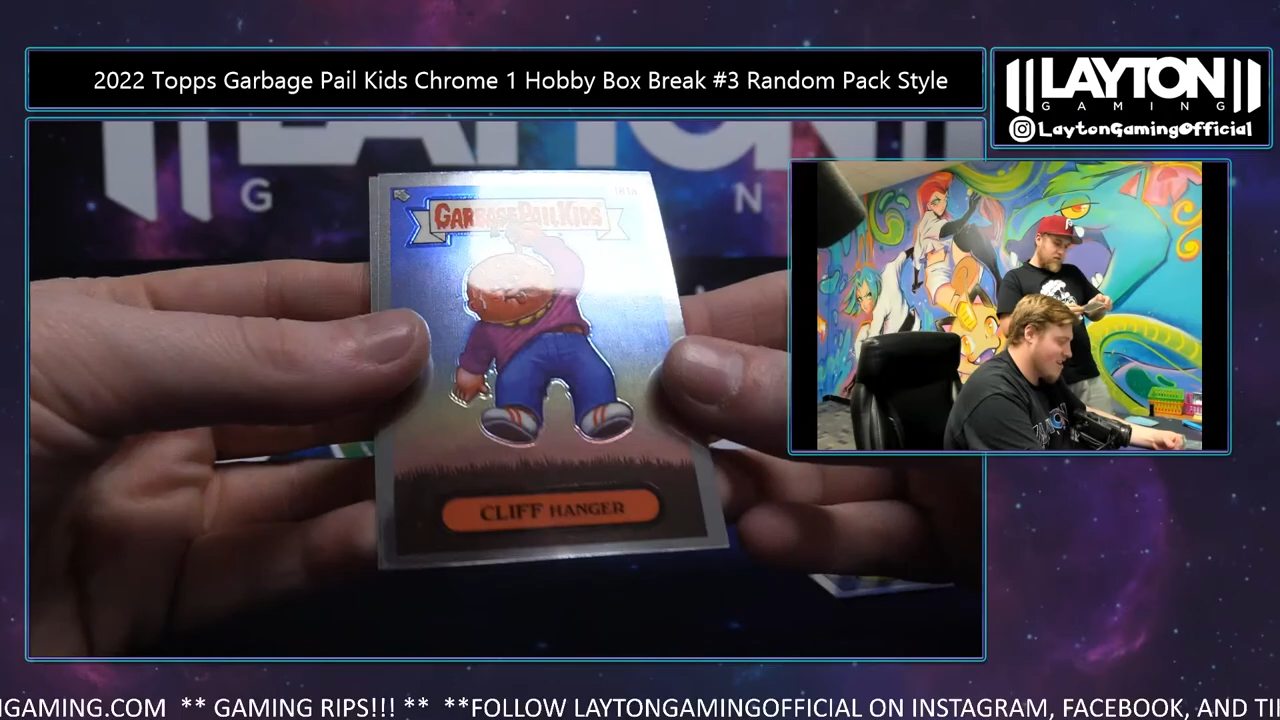 2022 Topps Garbage Pail Kids Chrome 1 Hobby Box Break #3 Random Pack Style
LAYTON
GAMING
LaytonGamingOfficial
G N
GARBAGE PAIL KIDS
CLIFF HANGER
NGAMING.COM ** GAMING RIPS!!! ** **FOLLOW LAYTONGAMINGOFFICIAL ON INSTAGRAM, FACEBOOK, AND TI